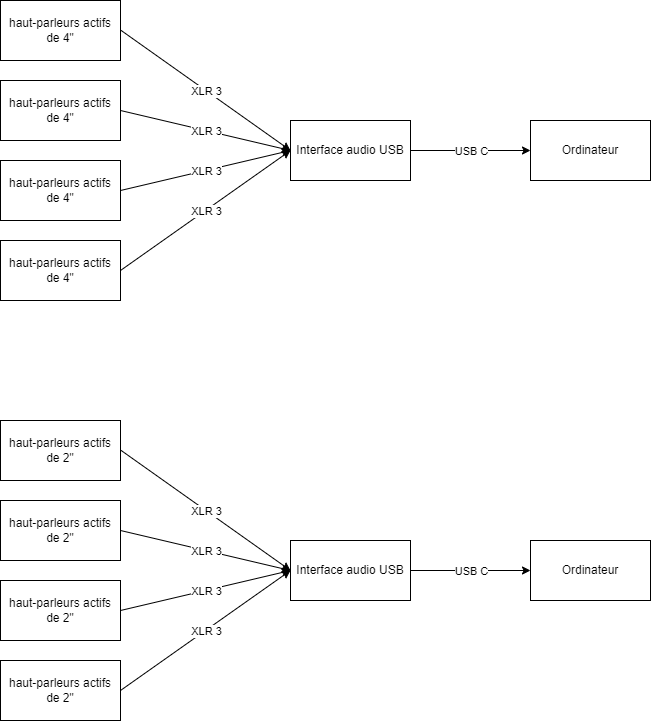 haut-parleurs actifs
de 4"
XLR 3
haut-parleurs actifs
de 4"
XLR 3
Interface audio USB
USB C
Ordinateur
haut-parleurs actifs
de 4"
XLR 3
haut-parleurs actifs
de 4"
XLR 3
haut-parleurs actifs
de 2"
XLR 3
haut-parleurs actifs
de 2"
XLR 3
Interface audio USB
USB C
Ordinateur
haut-parleurs actifs
de 2"
XLR 3
haut-parleurs actifs
de 2"
XLR 3